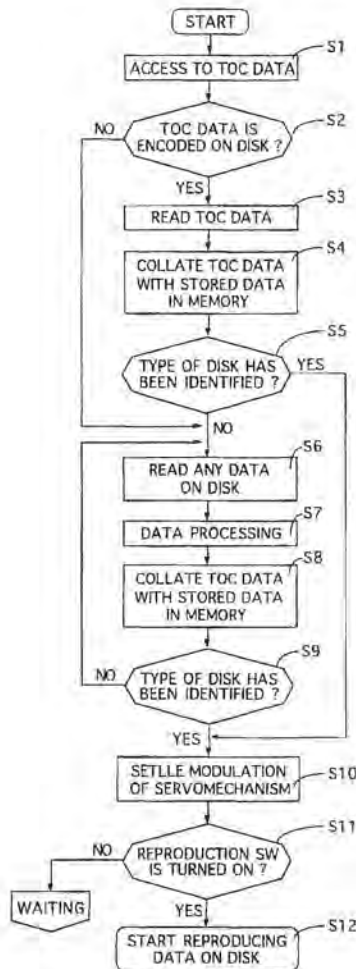 START
S1
ACCESS TO TOC DATA
S2
NO
TOC DATA IS
ENCODED ON DISK ?
YES
S3
READ TOC DATA
S4
COLLATE TOC DATA
WITH STORED DATA
IN MEMORY
S5
TYPE OF DISK HAS
BEEN IDENTIFIED ?
YES
NO
S6
READ ANY DATA
ON DISK
S7
DATA PROCESSING
S8
COLLATE TOC DATA
WITH STORED DATA
IN MEMORY
S9
NO
TYPE OF DISK HAS
BEEN IDENTIFIED ?
YES
S10
SETLLE MODULATION
OF SERVOMECHANISM
S11
NO
REPRODUCTION SW
IS TURNED ON ?
WAITING
YES
S12
START REPRODUCING
DATA ON DISK